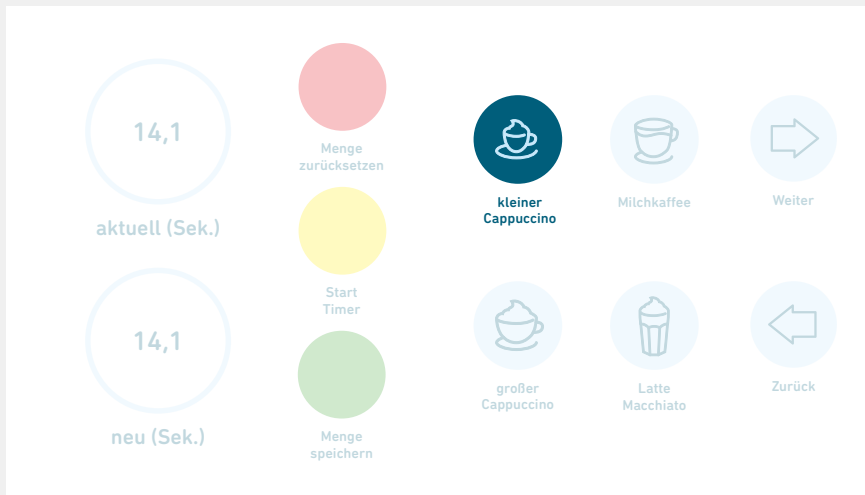 14,1
aktuell (Sek.)
14,1
neu (Sek.)
Menge
zurücksetzen
Start
Timer
Menge
speichern
kleiner
Cappuccino
Milchkaffee
Weiter
großer
Cappuccino
Latte
Macchiato
Zurück